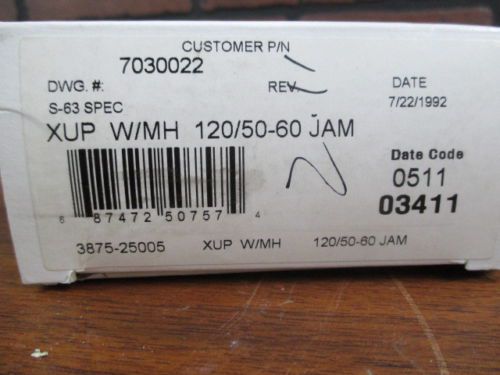 CUSTOMER P/N
7030022
DWG. #: REV. DATE
S-63 SPEC 7/22/1992
XUP W/MH 120/50-60 JAM
Date Code
0511
03411
6 87472 50757 4
3875-25005 XUP W/MH 120/50-60 JAM